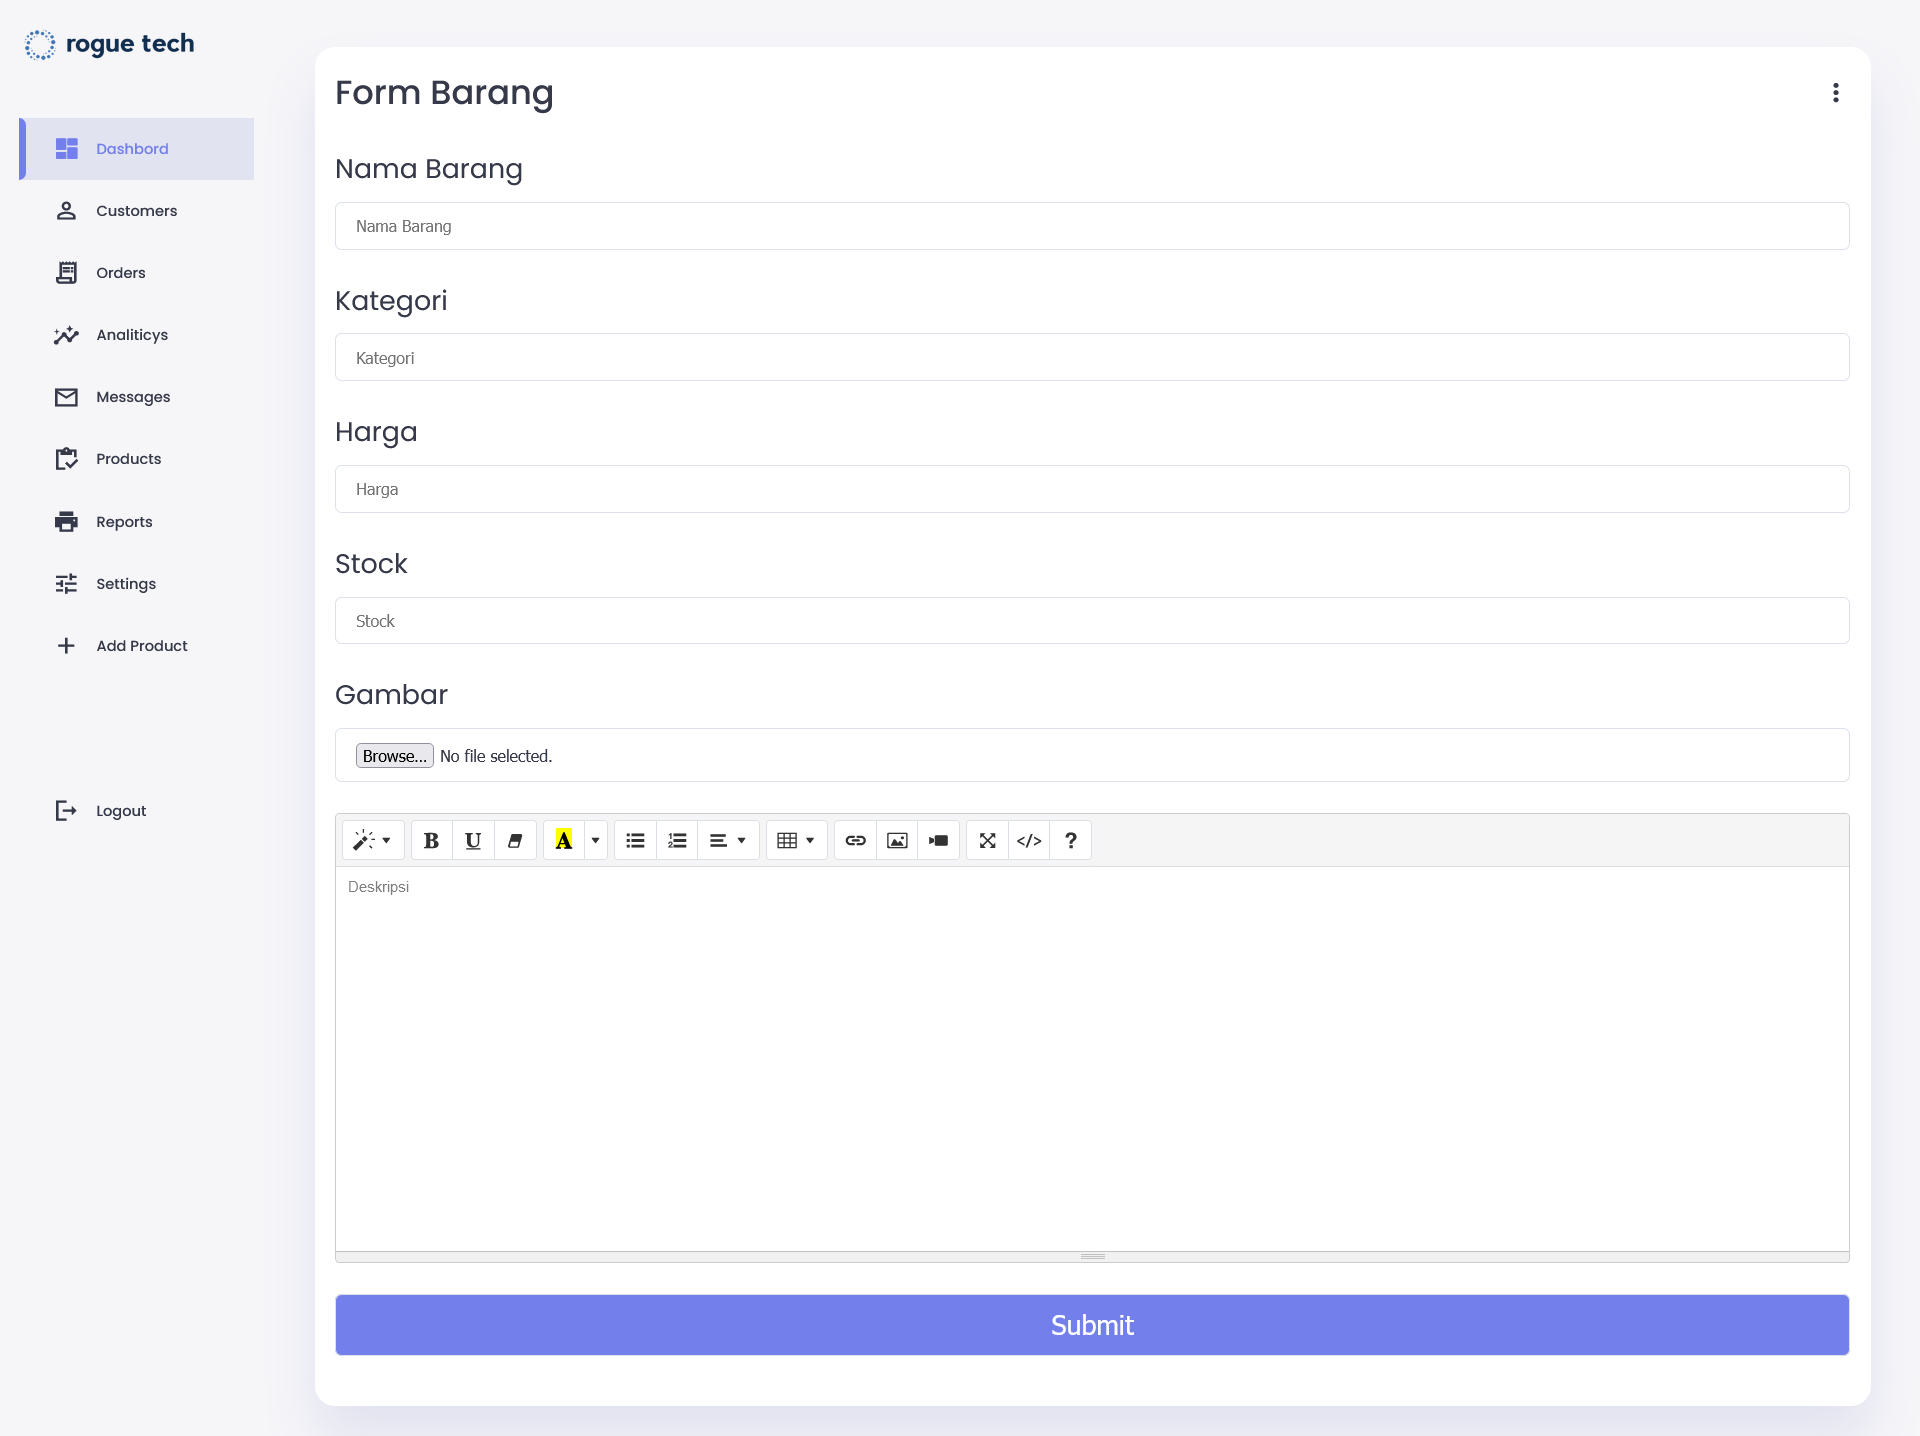 rogue tech
Dashbord
Customers
Orders
Analiticys
Messages
Products
Reports
Settings
Add Product
Logout
Form Barang
Nama Barang
Nama Barang
Kategori
Kategori
Harga
Harga
Stock
Stock
Gambar
Browse... No file selected.
B U A </> ?
Deskripsi
Submit